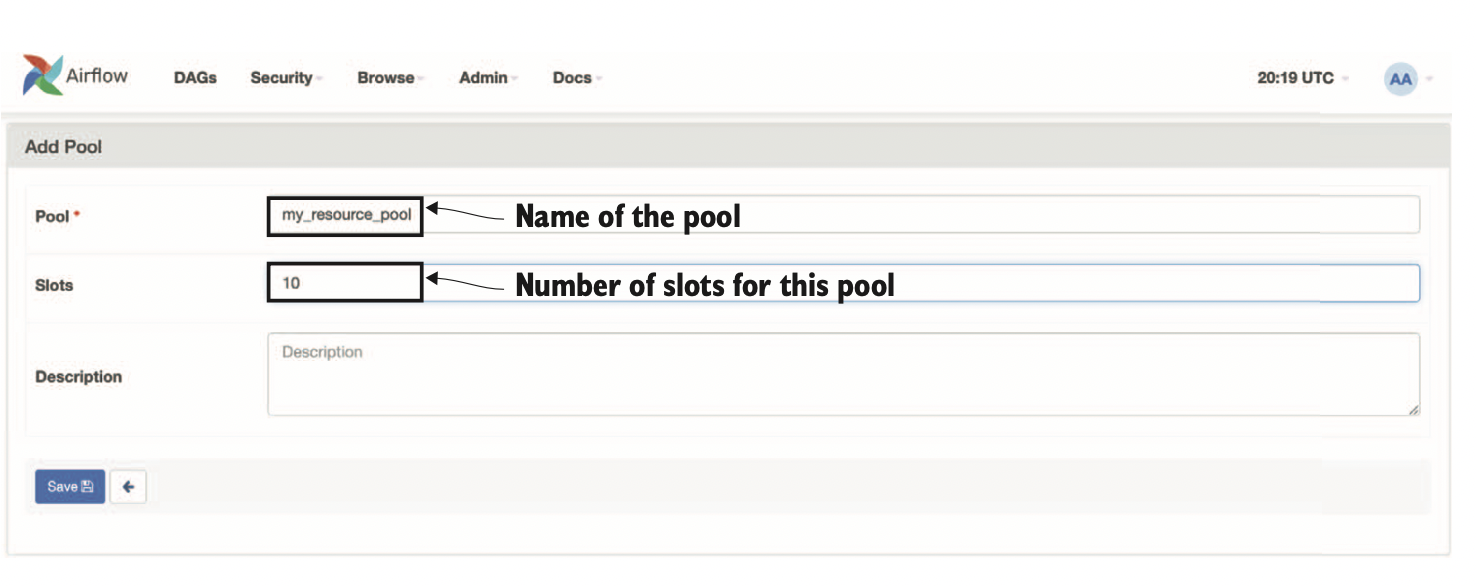 Airflow DAGs Security Browse Admin Docs 20:19 UTC AA
Add Pool
Pool * my_resource_pool Name of the pool
Slots 10 Number of slots for this pool
Description Description
Save